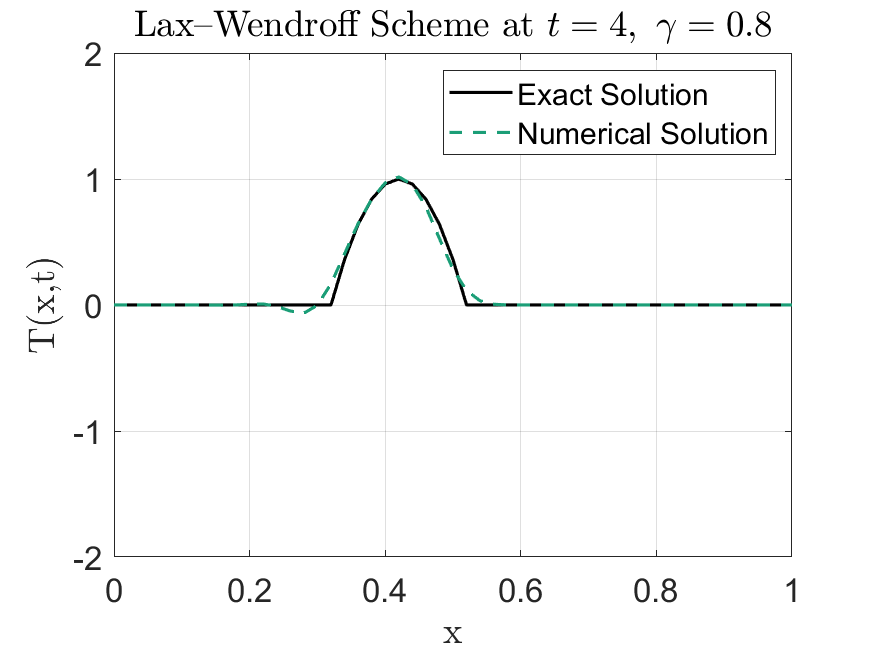 Lax–Wendroff Scheme at t = 4, γ = 0.8
Exact Solution
Numerical Solution
T(x,t)
2
1
0
-1
-2
0
0.2
0.4
0.6
0.8
1
x